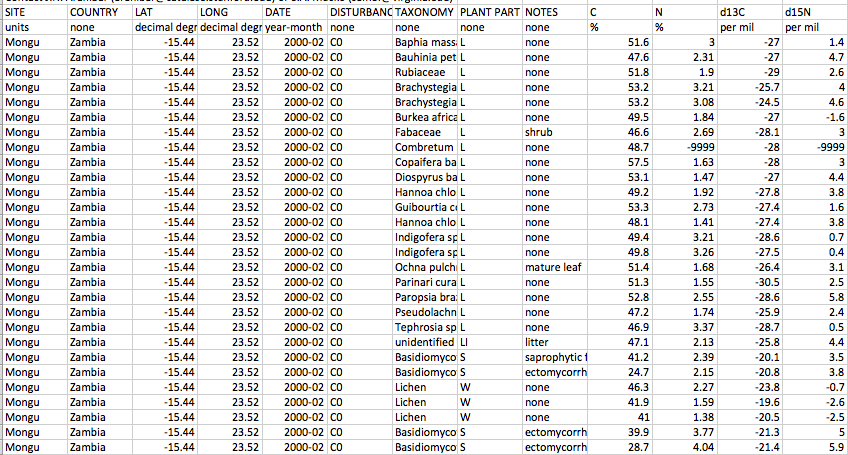 SITE COUNTRY LAT LONG DATE DISTURBANC TAXONOMY PLANT PART NOTES C N d13C d15N
units none decimal degr decimal degr year-month none none none none % % per mil per mil
Mongu Zambia -15.44 23.52 2000-02 C0 Baphia mass L none 51.6 3 -27 1.4
Mongu Zambia -15.44 23.52 2000-02 C0 Bauhinia pet L none 47.6 2.31 -27 4.7
Mongu Zambia -15.44 23.52 2000-02 C0 Rubiaceae L none 51.8 1.9 -29 2.6
Mongu Zambia -15.44 23.52 2000-02 C0 Brachystegia L none 53.2 3.21 -25.7 4
Mongu Zambia -15.44 23.52 2000-02 C0 Brachystegia L none 53.2 3.08 -24.5 4.6
Mongu Zambia -15.44 23.52 2000-02 C0 Burkea africa L none 49.5 1.84 -27 -1.6
Mongu Zambia -15.44 23.52 2000-02 C0 Fabaceae L shrub 46.6 2.69 -28.1 3
Mongu Zambia -15.44 23.52 2000-02 C0 Combretum L none 48.7 -9999 -28 -9999
Mongu Zambia -15.44 23.52 2000-02 C0 Copaifera ba L none 57.5 1.63 -28 3
Mongu Zambia -15.44 23.52 2000-02 C0 Diospyrus ba L none 53.1 1.47 -27 4.4
Mongu Zambia -15.44 23.52 2000-02 C0 Hannoa chlo L none 49.2 1.92 -27.8 3.8
Mongu Zambia -15.44 23.52 2000-02 C0 Guibourtia c L none 53.3 2.73 -27.4 1.6
Mongu Zambia -15.44 23.52 2000-02 C0 Hannoa chlo L none 48.1 1.41 -27.4 3.8
Mongu Zambia -15.44 23.52 2000-02 C0 Indigofera sp L none 49.4 3.21 -28.6 0.7
Mongu Zambia -15.44 23.52 2000-02 C0 Indigofera sp L none 49.8 3.26 -27.5 0.4
Mongu Zambia -15.44 23.52 2000-02 C0 Ochna pulch L mature leaf 51.4 1.68 -26.4 3.1
Mongu Zambia -15.44 23.52 2000-02 C0 Parinari cura L none 51.3 1.55 -30.5 2.5
Mongu Zambia -15.44 23.52 2000-02 C0 Paropsia bra L none 52.8 2.55 -28.6 5.8
Mongu Zambia -15.44 23.52 2000-02 C0 Pseudolachn L none 47.2 1.74 -25.9 2.4
Mongu Zambia -15.44 23.52 2000-02 C0 Tephrosia sp L none 46.9 3.37 -28.7 0.5
Mongu Zambia -15.44 23.52 2000-02 C0 unidentified LI litter 47.1 2.13 -25.8 4.4
Mongu Zambia -15.44 23.52 2000-02 C0 Basidiomyco S saprophytic f 41.2 2.39 -20.1 3.5
Mongu Zambia -15.44 23.52 2000-02 C0 Basidiomyco S ectomycorrh 24.7 2.15 -20.8 3.8
Mongu Zambia -15.44 23.52 2000-02 C0 Lichen W none 46.3 2.27 -23.8 -0.7
Mongu Zambia -15.44 23.52 2000-02 C0 Lichen W none 41.9 1.59 -19.6 -2.6
Mongu Zambia -15.44 23.52 2000-02 C0 Lichen W none 41 1.38 -20.5 -2.5
Mongu Zambia -15.44 23.52 2000-02 C0 Basidiomyco S ectomycorrh 39.9 3.77 -21.3 5
Mongu Zambia -15.44 23.52 2000-02 C0 Basidiomyco S ectomycorrh 28.7 4.04 -21.4 5.9